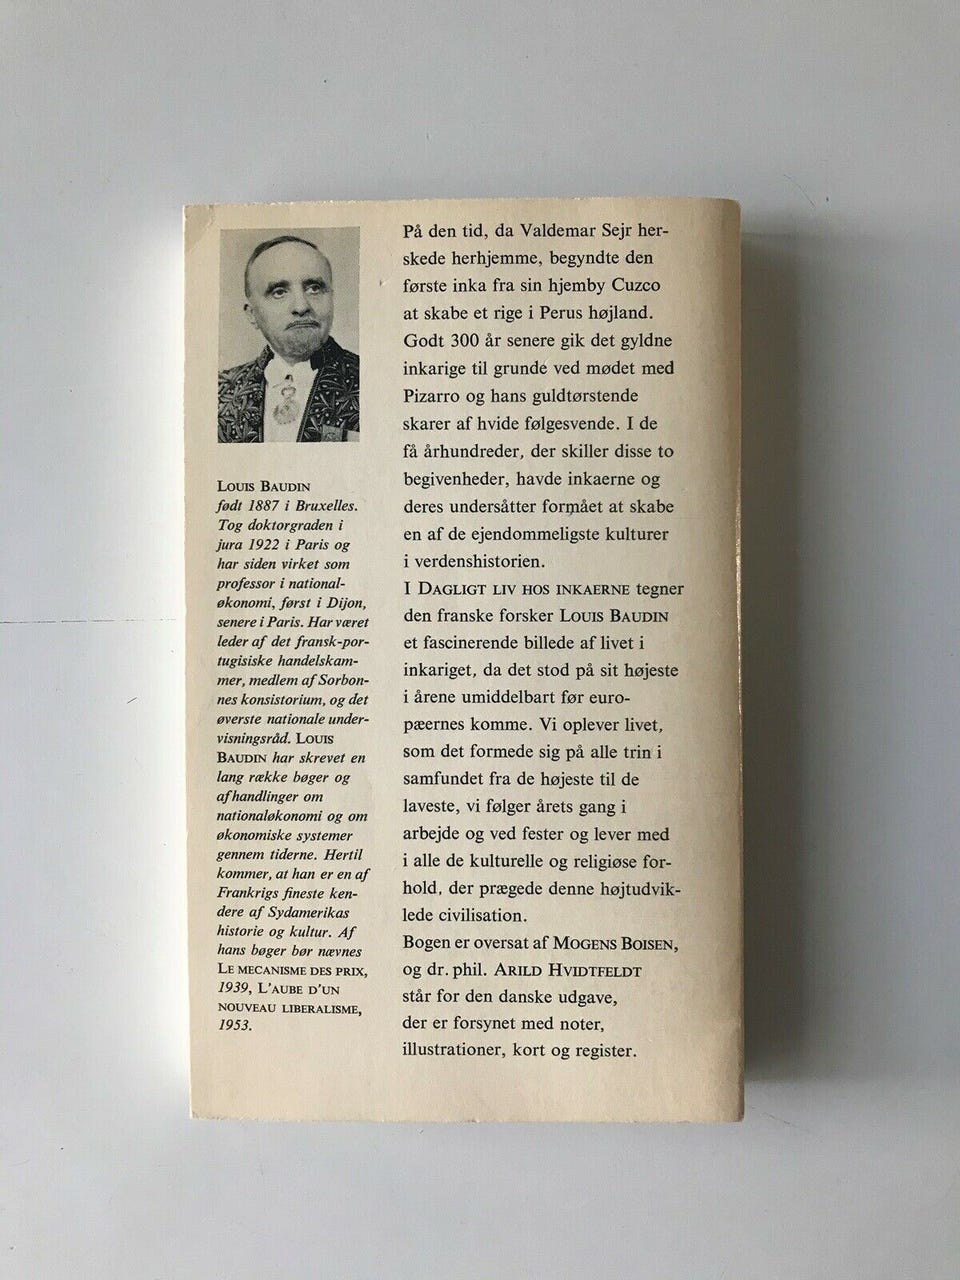 LOUIS BAUDIN
født 1887 i Bruxelles.
Tog doktorgraden i
jura 1922 i Paris og
har siden virket som
professor i national-
økonomi, først i Dijon,
senere i Paris. Har været
leder af det fransk-por-
tugisiske handelskam-
mer, medlem af Sorbon-
nes konsistorium, og det
øverste nationale under-
visningsråd. LOUIS
BAUDIN har skrevet en
lang række bøger og
afhandlinger om
nationaløkonomi og om
økonomiske systemer
gennem tiderne. Hertil
kommer, at han er en af
Frankrigs fineste ken-
dere af Sydamerikas
historie og kultur. Af
hans bøger bør nævnes
LE MECANISME DES PRIX,
1939, L'AUBE D'UN
NOUVEAU LIBERALISME,
1953.
På den tid, da Valdemar Sejr her-
skede herhjemme, begyndte den
første inka fra sin hjemby Cuzco
at skabe et rige i Perus højland.
Godt 300 år senere gik det gyldne
inkarige til grunde ved mødet med
Pizarro og hans guldtørstende
skarer af hvide følgesvende. I de
få århundreder, der skiller disse to
begivenheder, havde inkaerne og
deres undersåtter formået at skabe
en af de ejendommeligste kulturer
i verdenshistorien.
I DAGLIGT LIV HOS INKAERNE tegner
den franske forsker LOUIS BAUDIN
et fascinerende billede af livet i
inkariget, da det stod på sit højeste
i årene umiddelbart før euro-
pæernes komme. Vi oplever livet,
som det formede sig på alle trin i
samfundet fra de højeste til de
laveste, vi følger årets gang i
arbejde og ved fester og lever med
i alle de kulturelle og religiøse for-
hold, der prægede denne højtudvik-
lede civilisation.
Bogen er oversat af MOGENS BOISEN,
og dr. phil. ARILD HVIDTFELDT
står for den danske udgave,
der er forsynet med noter,
illustrationer, kort og register.